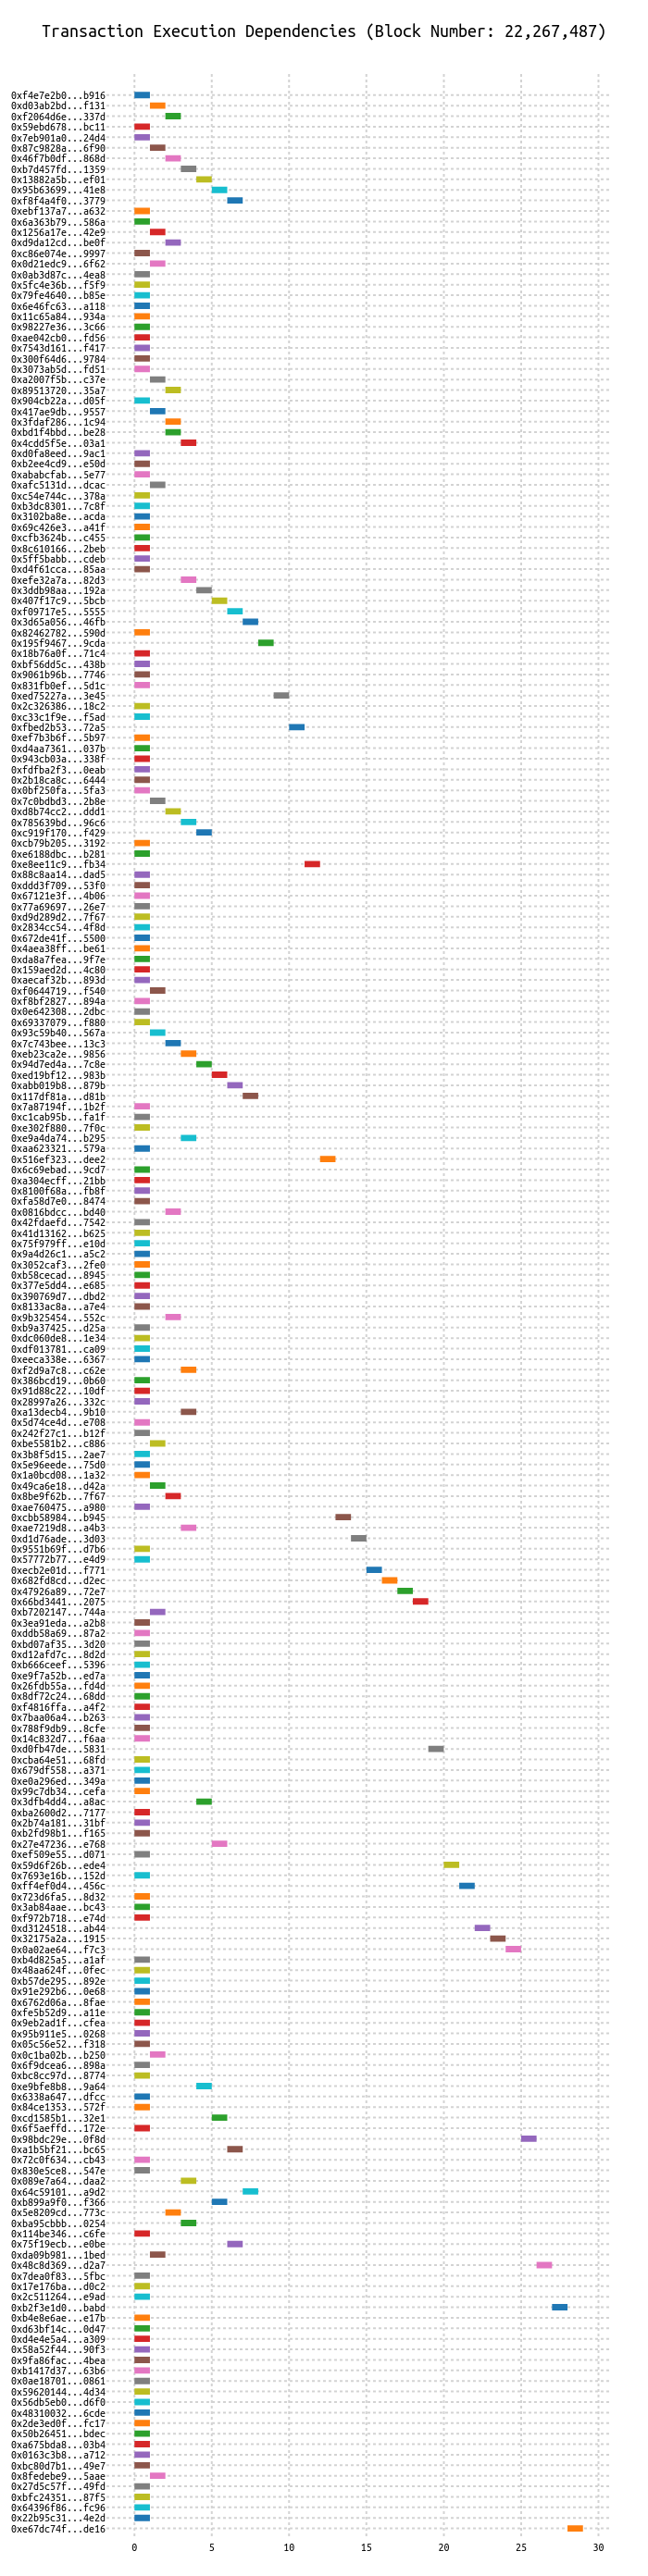 Transaction Execution Dependencies (Block Number: 22,267,487)
0xf4e7e2b0...b916
0xd03ab2bd...f131
0xf2064d6e...337d
0x59ebd678...bc11
0x7eb901a0...24d4
0x87c9828a...6f90
0x46f7b0df...868d
0xb7d457fd...1359
0x13882a5b...ef01
0x95b63699...41e8
0xf8f4a4f0...3779
0xebf137a7...a632
0x6a363b79...586a
0x1256a17e...42e9
0xd9da12cd...be0f
0xc86e074e...9997
0x0d21edc9...6f62
0x0ab3d87c...4ea8
0x5fc4e36b...f5f9
0x79fe4640...b85e
0x6e46fc63...a118
0x11c65a84...934a
0x98227e36...3c66
0xae042cb0...fd56
0x7543d161...f417
0x300f64d6...9784
0x3073ab5d...fd51
0xa2007f5b...c37e
0x89513720...35a7
0x904cb22a...d05f
0x417ae9db...9557
0x3fdaf286...1c94
0xbd1f4bbd...be28
0x4cdd5f5e...03a1
0xd0fa8eed...9ac1
0xb2ee4cd9...e50d
0xababcfab...5e77
0xafc5131d...dcac
0xc54e744c...378a
0xb3dc8301...7c8f
0x3102ba8e...acda
0x69c426e3...a41f
0xcfb3624b...c455
0x8c610166...2beb
0x5ff5babb...cdeb
0xd4f61cca...85aa
0xefe32a7a...82d3
0x3ddb98aa...192a
0x407f17c9...5bcb
0xf09717e5...5555
0x3d65a056...46fb
0x82462782...590d
0x195f9467...9cda
0x18b76a0f...71c4
0xbf56dd5c...438b
0x9061b96b...7746
0x831fb0ef...5d1c
0xed75227a...3e45
0x2c326386...18c2
0xc33c1f9e...f5ad
0xfbed2b53...72a5
0xef7b3b6f...5b97
0xd4aa7361...037b
0x943cb03a...338f
0xfdfba2f3...0eab
0x2b18ca8c...6444
0x0bf250fa...5fa3
0x7c0bdbd3...2b8e
0xd8b74cc2...ddd1
0x785639bd...96c6
0xc919f170...f429
0xcb79b205...3192
0xe6188dbc...b281
0xe8ee11c9...fb34
0x88c8aa14...dad5
0xddd3f709...53f0
0x67121e3f...4b06
0x77a69697...26e7
0xd9d289d2...7f67
0x2834cc54...4f8d
0x672de41f...5500
0x4aea38ff...be61
0xda8a7fea...9f7e
0x159aed2d...4c80
0xaecaf32b...893d
0xf0644719...f540
0xf8bf2827...894a
0x0e642308...2dbc
0x69337079...f880
0x93c59b40...567a
0x7c743bee...13c3
0xeb23ca2e...9856
0x94d7ed4a...7c8e
0xed19bf12...983b
0xabb019b8...879b
0x117df81a...d81b
0x7a87194f...1b2f
0xc1cab95b...fa1f
0xe302f880...7f0c
0xe9a4da74...b295
0xaa623321...579a
0x516ef323...dee2
0x6c69ebad...9cd7
0xa304ecff...21bb
0x8100f68a...fb8f
0xfa58d7e0...8474
0x0816bdcc...bd40
0x42fdaefd...7542
0x41d13162...b625
0x75f979ff...e10d
0x9a4d26c1...a5c2
0x3052caf3...2fe0
0xb58cecad...8945
0x377e5dd4...e685
0x390769d7...dbd2
0x8133ac8a...a7e4
0x9b325454...552c
0xb9a37425...d25a
0xdc060de8...1e34
0xdf013781...ca09
0xeeca338e...6367
0xf2d9a7c8...c62e
0x386bcd19...0b60
0x91d88c22...10df
0x28997a26...332c
0xa13decb4...9b10
0x5d74ce4d...e708
0x242f27c1...b12f
0xbe5581b2...c886
0x3b8f5d15...2ae7
0x5e96eede...75d0
0x1a0bcd08...1a32
0x49ca6e18...d42a
0x8be9f62b...7f67
0xae760475...a980
0xcbb58984...b945
0xae7219d8...a4b3
0xd1d76ade...3d03
0x9551b69f...d7b6
0x57772b77...e4d9
0xecb2e01d...f771
0x682fd8cd...d2ec
0x47926a89...72e7
0x66bd3441...2075
0xb7202147...744a
0x3ea91eda...a2b8
0xddb58a69...87a2
0xbd07af35...3d20
0xd12afd7c...8d2d
0xb666ceef...5396
0xe9f7a52b...ed7a
0x26fdb55a...fd4d
0x8df72c24...68dd
0xf4816ffa...a4f2
0x7baa06a4...b263
0x788f9db9...8cfe
0x14c832d7...f6aa
0xd0fb47de...5831
0xcba64e51...68fd
0x679df558...a371
0xe0a296ed...349a
0x99c7db34...cefa
0x3dfb4dd4...a8ac
0xba2600d2...7177
0x2b74a181...31bf
0xb2fd98b1...f165
0x27e47236...e768
0xef509e55...d071
0x59d6f26b...ede4
0x7693e16b...152d
0xff4ef0d4...456c
0x723d6fa5...8d32
0x3ab84aae...bc43
0xf972b718...e74d
0xd3124518...ab44
0x32175a2a...1915
0x0a02ae64...f7c3
0xb4d825a5...a1af
0x48aa624f...0fec
0xb57de295...892e
0x91e292b6...0e68
0x6762d06a...8fae
0xfe5b52d9...a11e
0x9eb2ad1f...cfea
0x95b911e5...0268
0x05c56e52...f318
0x0c1ba02b...b250
0x6f9dcea6...898a
0xbc8cc97d...8774
0xe9bfe8b8...9a64
0x6338a647...dfcc
0x84ce1353...572f
0xcd1585b1...32e1
0x6f5aeffd...172e
0x98bdc29e...0f8d
0xa1b5bf21...bc65
0x72c0f634...cb43
0x830e5ce8...547e
0x089e7a64...daa2
0x64c59101...a9d2
0xb899a9f0...f366
0x5e8209cd...773c
0xba95cbbb...0254
0x114be346...c6fe
0x75f19ecb...e0be
0xda09b981...1bed
0x48c8d369...d2a7
0x7dea0f83...5fbc
0x17e176ba...d0c2
0x2c511264...e9ad
0xb2f3e1d0...babd
0xb4e8e6ae...e17b
0xd63bf14c...0d47
0xd4e4e5a4...a309
0x58a52f44...90f3
0x9fa86fac...4bea
0xb1417d37...63b6
0x0ae18701...0861
0x59620144...4d34
0x56db5eb0...d6f0
0x48310032...6cde
0x2de3ed0f...fc17
0x50b26451...bdec
0xa675bda8...03b4
0x0163c3b8...a712
0xbc80d7b1...49e7
0x8fedebe9...5aae
0x27d5c57f...49fd
0xbfc24351...87f5
0x64396f86...fc96
0x22b95c31...4e2d
0xe67dc74f...de16
0 5 10 15 20 25 30